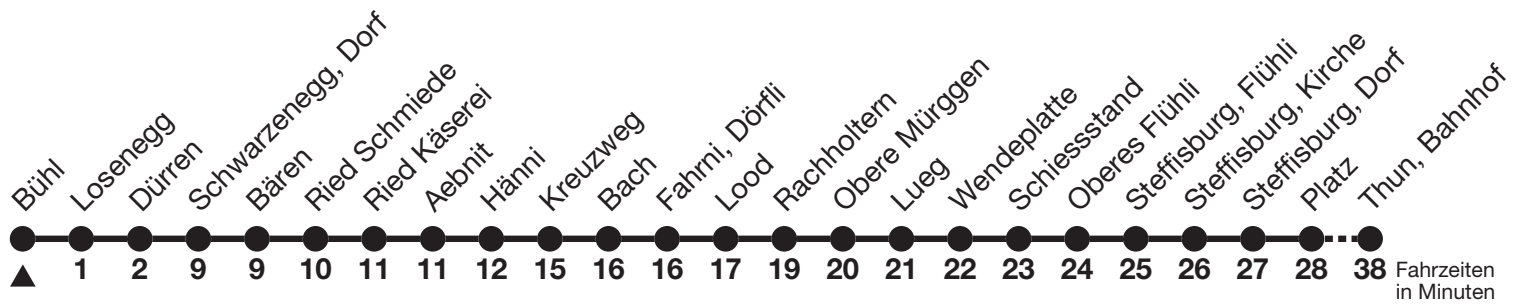 Bühl
Losenegg
Dürren
Schwarzenegg, Dorf
Bären
Ried Schmiede
Ried Käserei
Aebnit
Hänni
Kreuzweg
Bach
Fahrni, Dörfli
Lood
Rachholtern
Obere Mürggen
Lueg
Wendeplatte
Schiessstand
Oberes Flühli
Steffisburg, Flühli
Steffisburg, Kirche
Steffisburg, Dorf
Platz
Thun, Bahnhof
1 2 9 9 10 11 11 12 15 16 16 17 19 20 21 22 23 24 25 26 27 28 38 Fahrzeiten
in Minuten